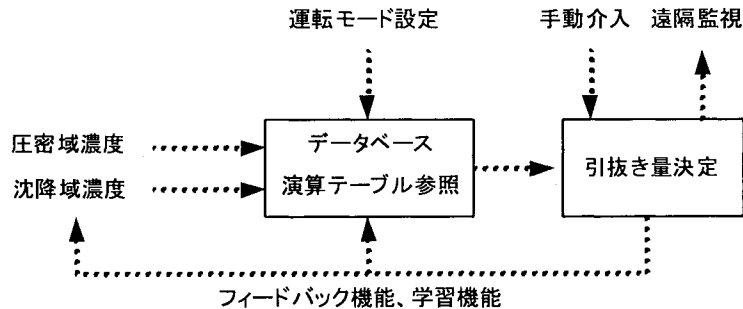 運転モード設定
手動介入 遠隔監視
圧密域濃度
沈降域濃度
データベース
演算テーブル参照
引抜き量決定
フィードバック機能、学習機能